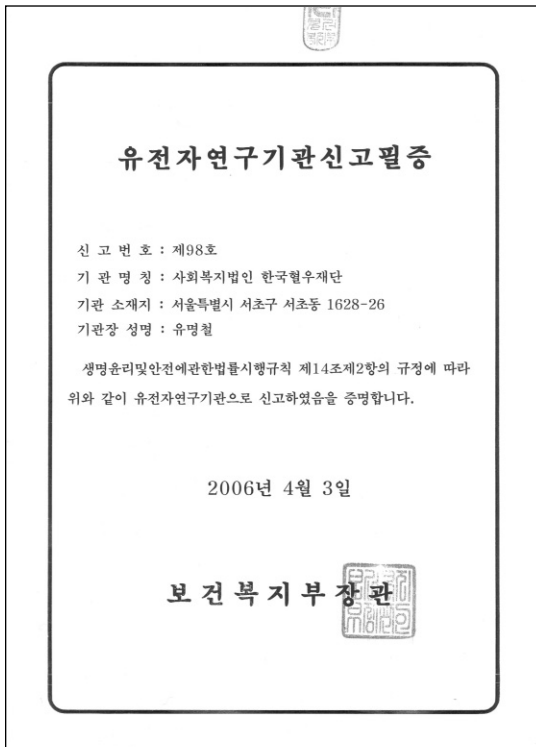 유전자연구기관신고필증
신 고 번 호 : 제98호
기 관 명 칭 : 사회복지법인 한국혈우재단
기관 소재지 : 서울특별시 서초구 서초동 1628-26
기관장 성명 : 유명철
생명윤리및안전에관한법률시행규칙 제14조제2항의 규정에 따라
위와 같이 유전자연구기관으로 신고하였음을 증명합니다.
2006년 4월 3일
보건복지부장관